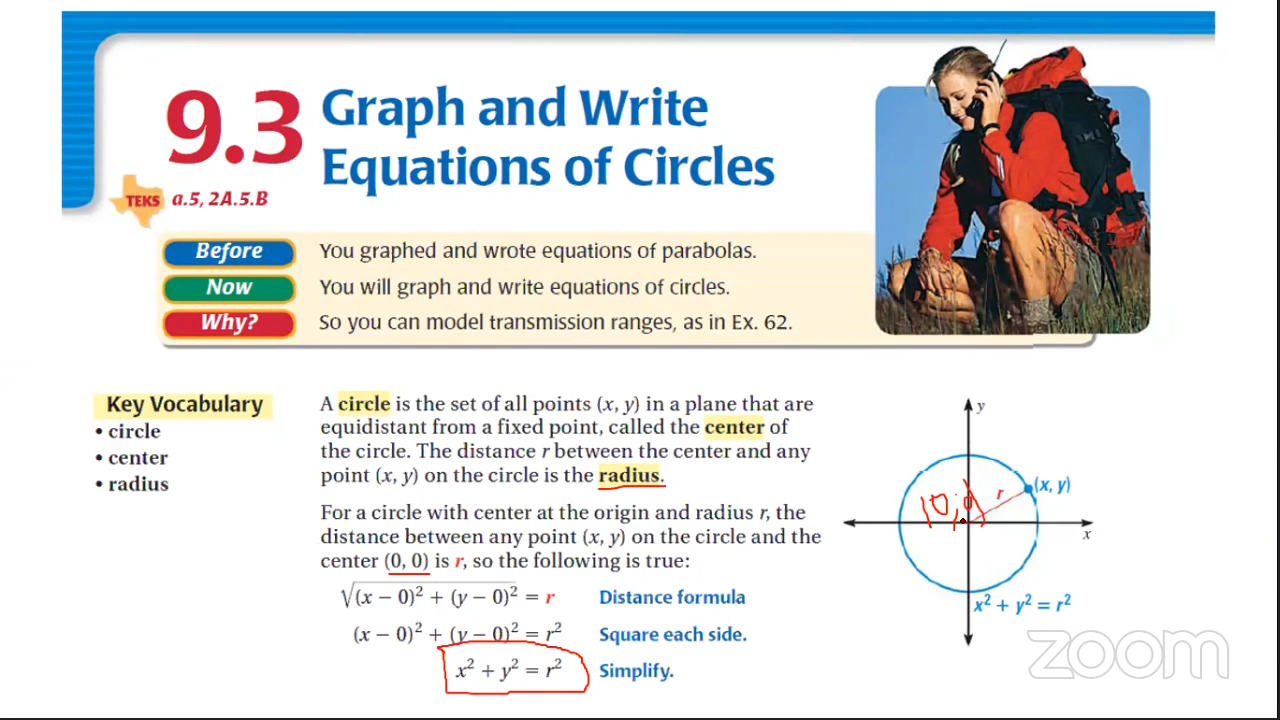 9.3
Graph and Write
Equations of Circles
TEKS
a.5, 2A.5.B
Before
You graphed and wrote equations of parabolas.
Now
You will graph and write equations of circles.
Why?
So you can model transmission ranges, as in Ex. 62.
Key Vocabulary
• circle
• center
• radius
A circle is the set of all points (x, y) in a plane that are
equidistant from a fixed point, called the center of
the circle. The distance r between the center and any
point (x, y) on the circle is the radius.
For a circle with center at the origin and radius r, the
distance between any point (x, y) on the circle and the
center (0, 0) is r, so the following is true:
√(x − 0)² + (y − 0)² = r
Distance formula
(x − 0)² + (y − 0)² = r²
Square each side.
x² + y² = r²
Simplify.
y
(x, y)
r
(0,0)
x
x² + y² = r²
zoom